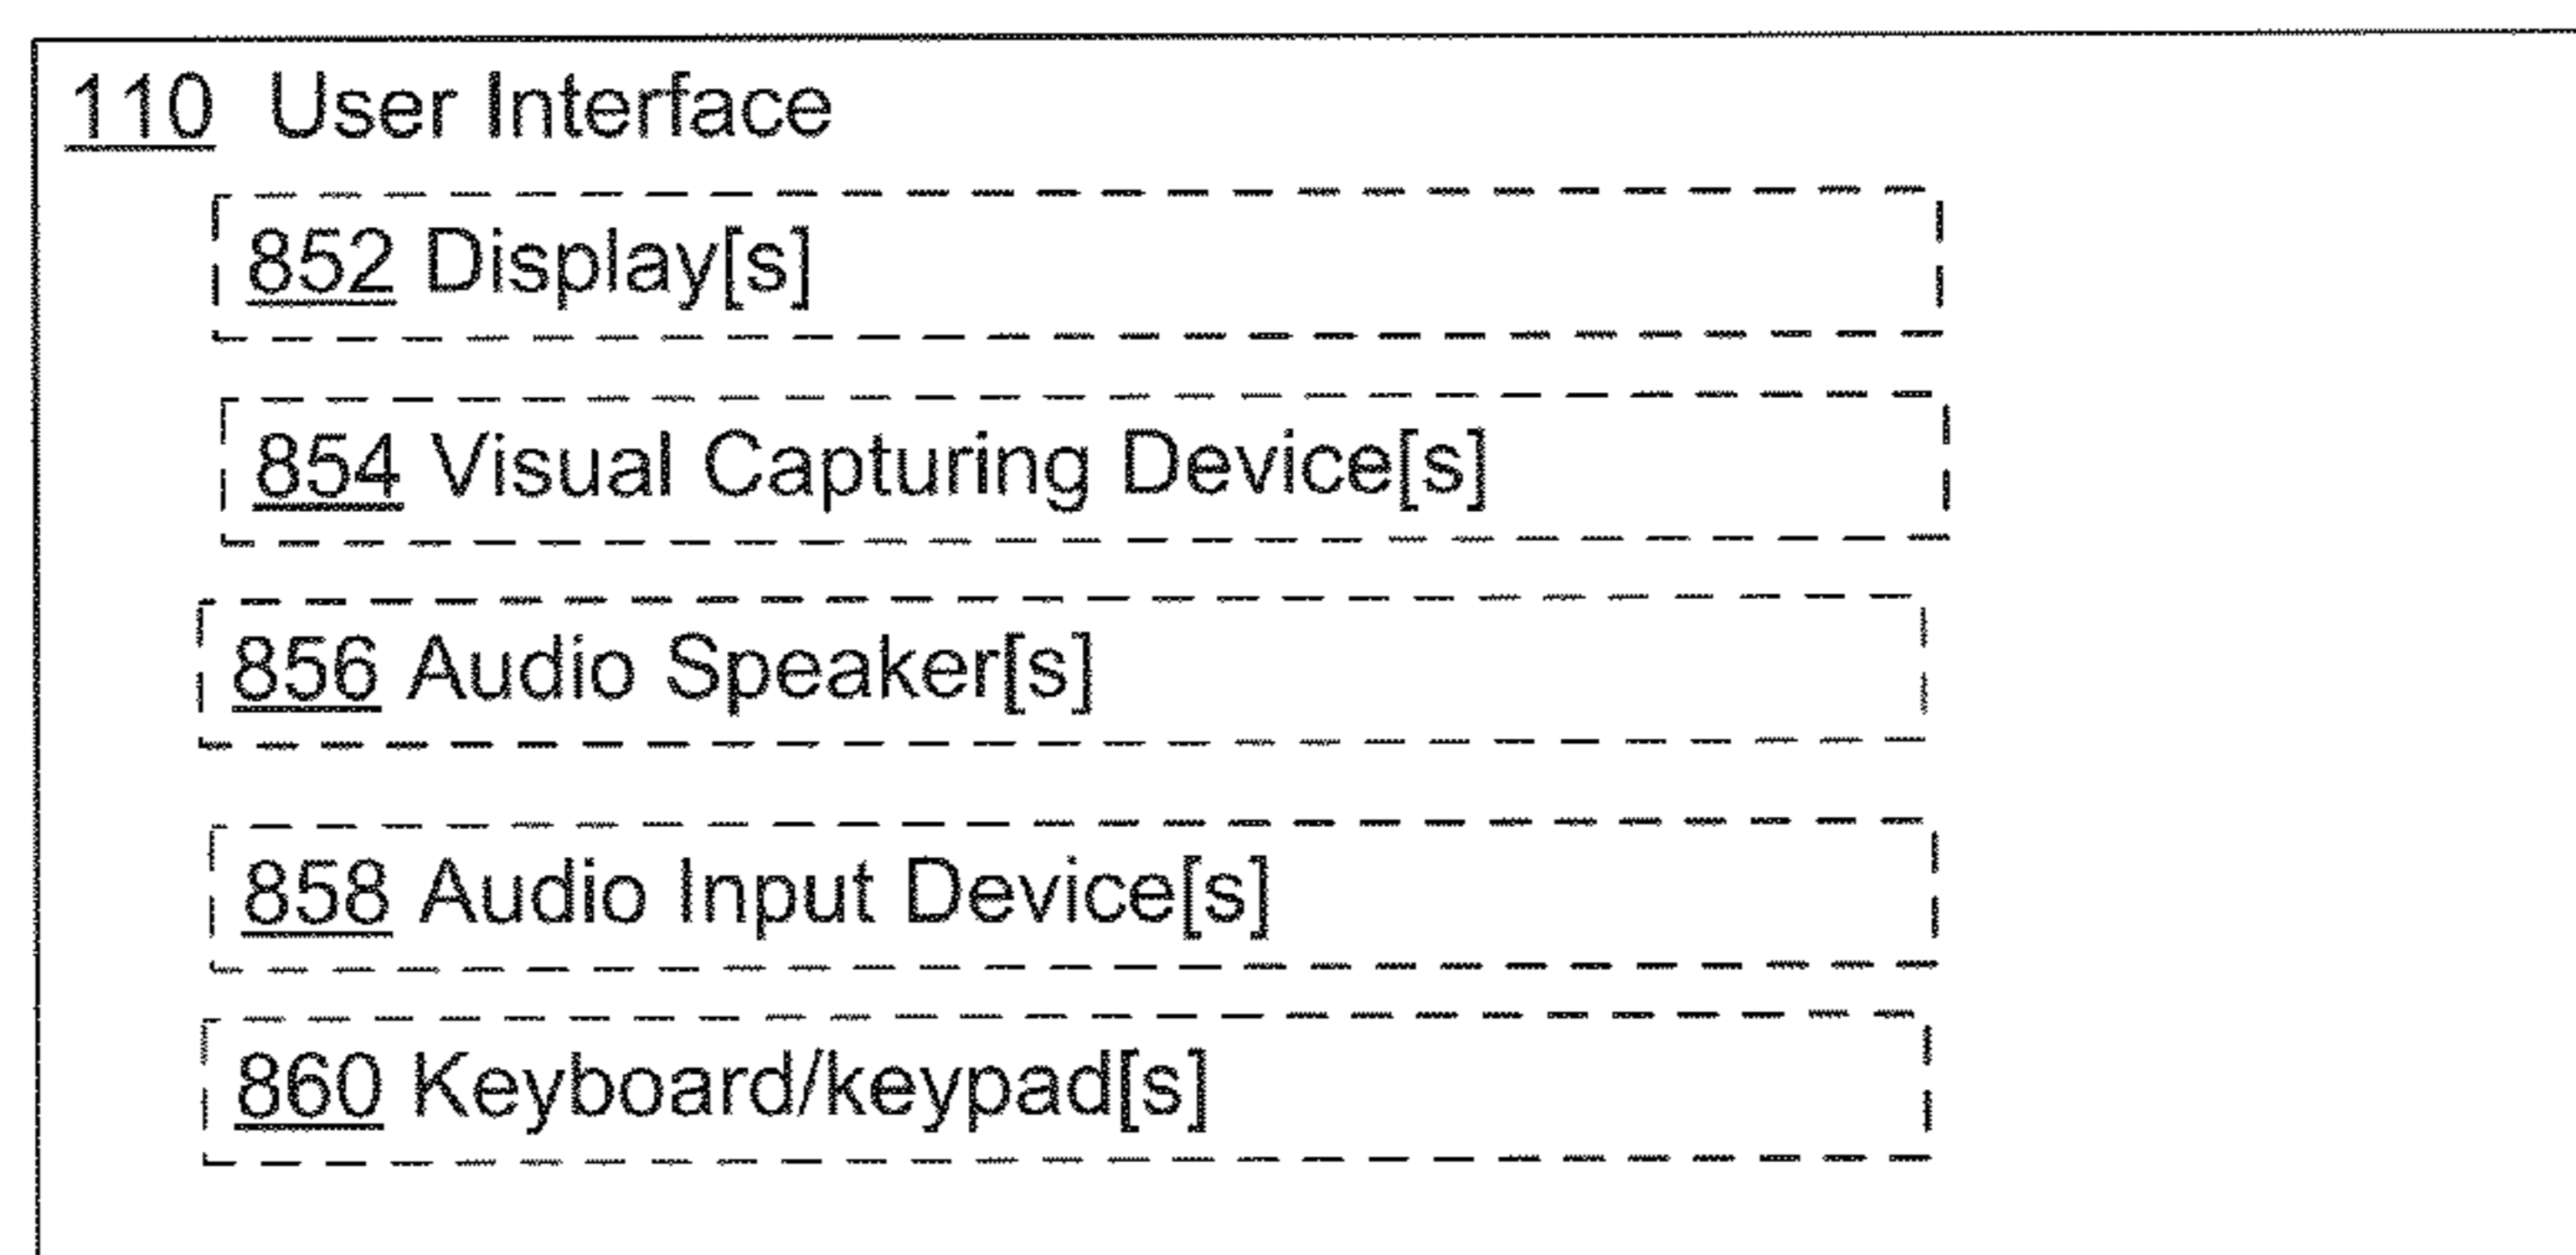 110 User Interface
852 Display[s]
854 Visual Capturing Device[s]
856 Audio Speaker[s]
858 Audio Input Device[s]
860 Keyboard/keypad[s]